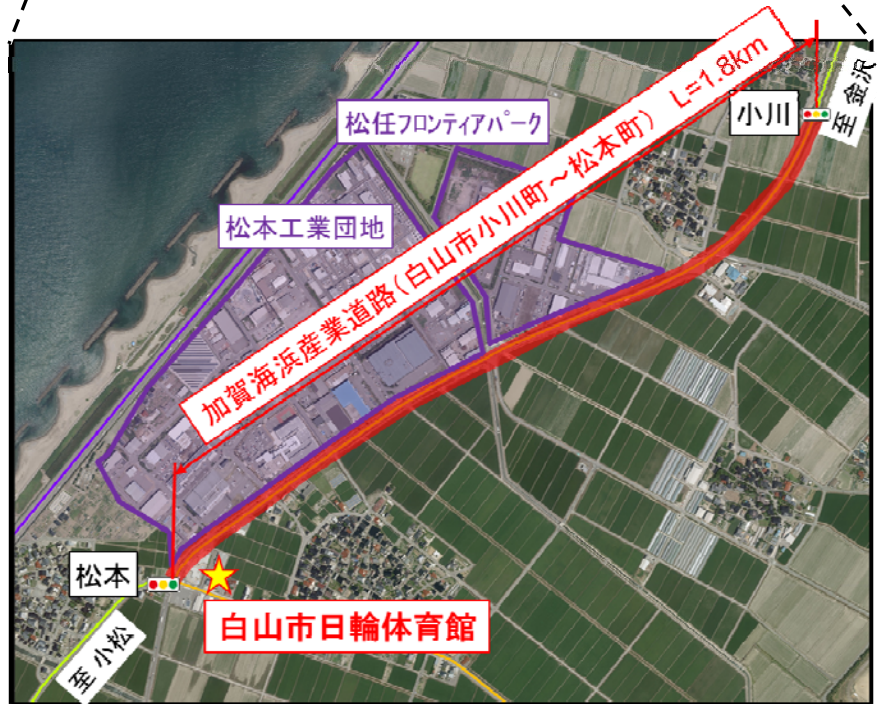 加賀海浜産業道路(白山市小川町~松本町) L=1.8km
至 金沢
小川
松任フロンティアパーク
松本工業団地
松本
白山市日輪体育館
至 小松